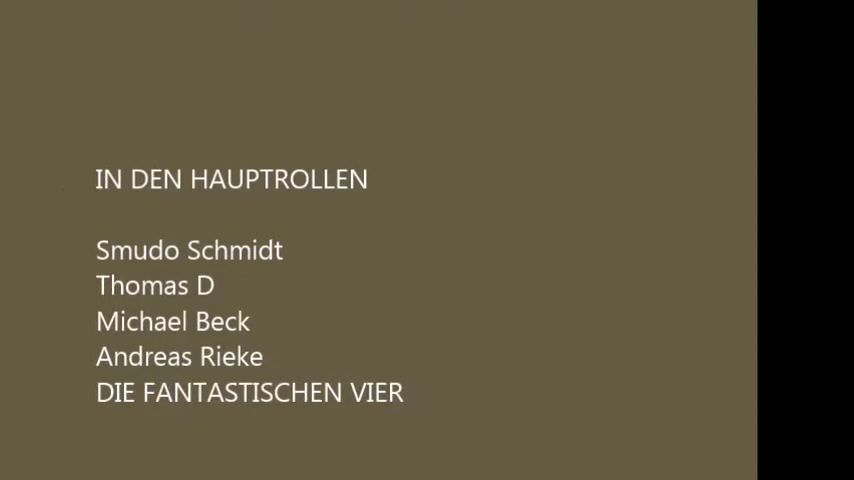 IN DEN HAUPTROLLEN
Smudo Schmidt
Thomas D
Michael Beck
Andreas Rieke
DIE FANTASTISCHEN VIER